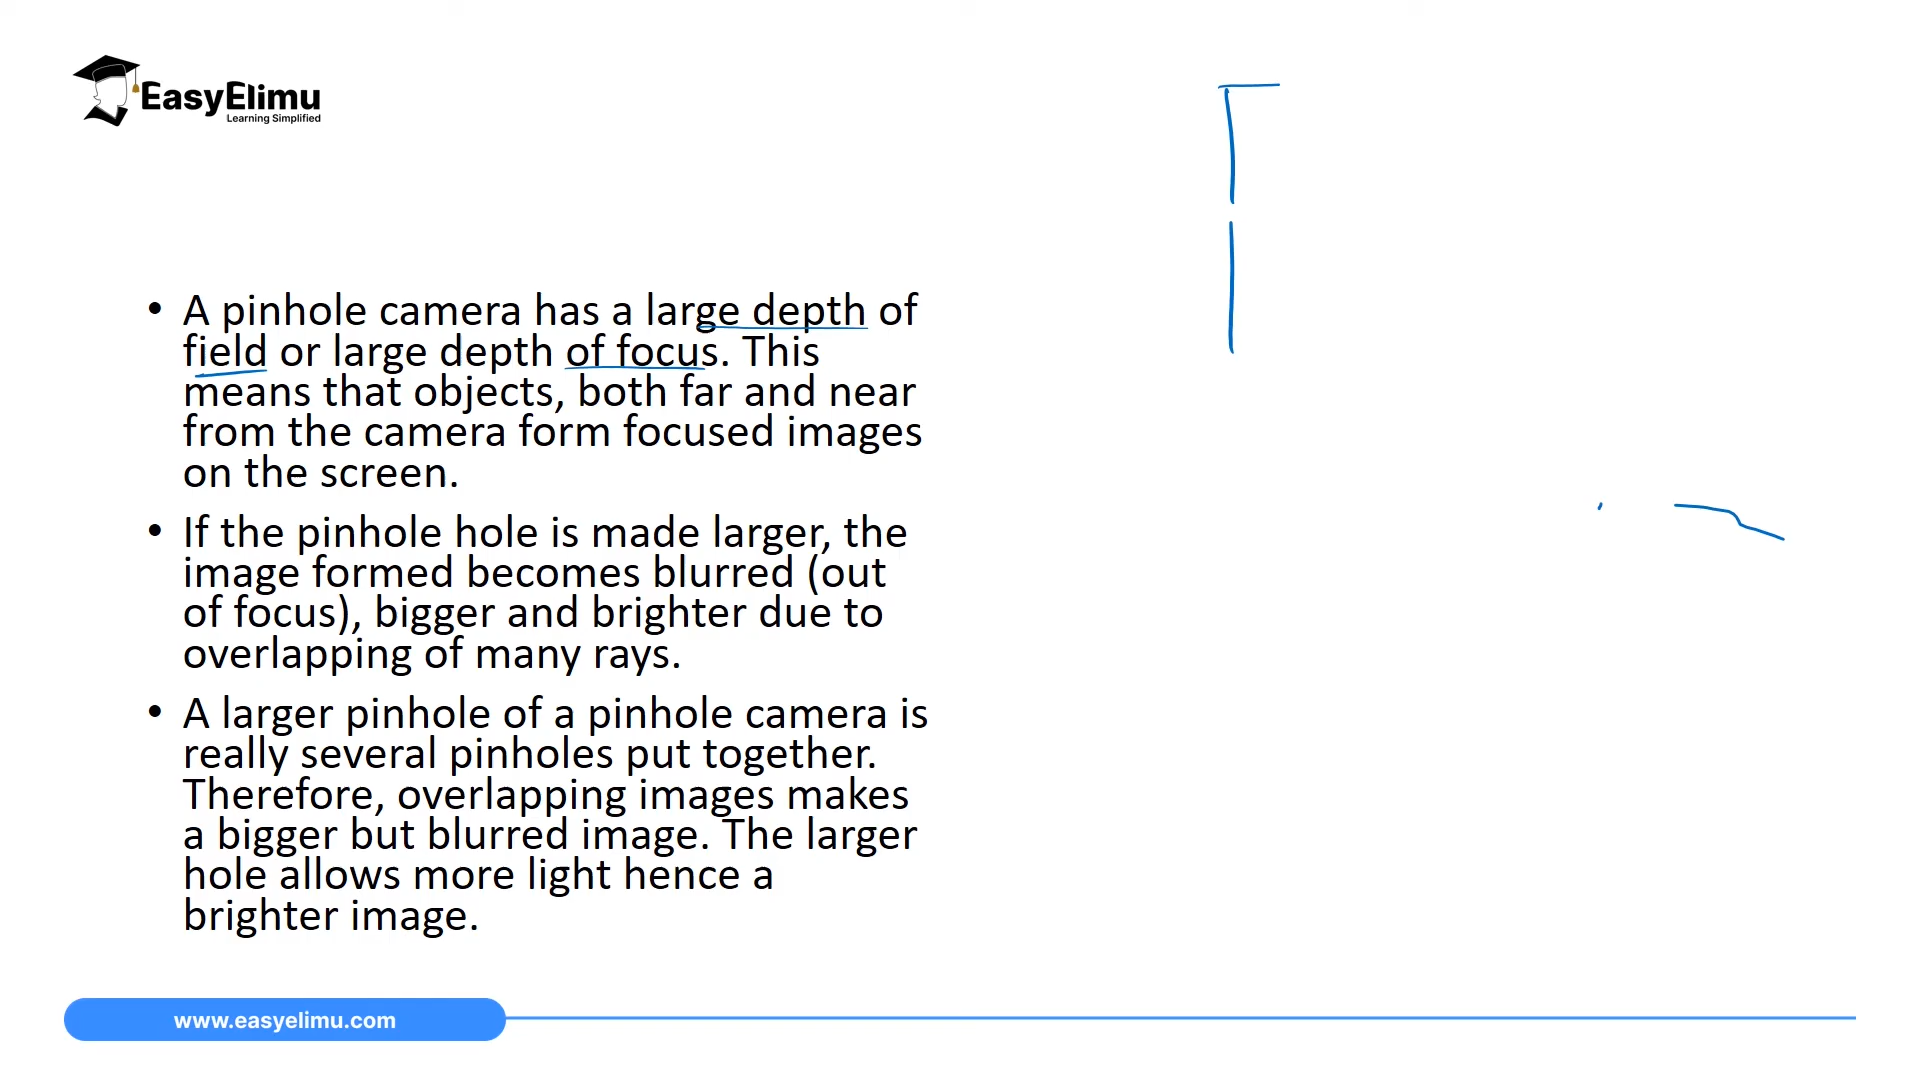 EasyElimu
Learning Simplified
• A pinhole camera has a large depth of
field or large depth of focus. This
means that objects, both far and near
from the camera form focused images
on the screen.
• If the pinhole hole is made larger, the
image formed becomes blurred (out
of focus), bigger and brighter due to
overlapping of many rays.
• A larger pinhole of a pinhole camera is
really several pinholes put together.
Therefore, overlapping images makes
a bigger but blurred image. The larger
hole allows more light hence a
brighter image.
www.easyelimu.com